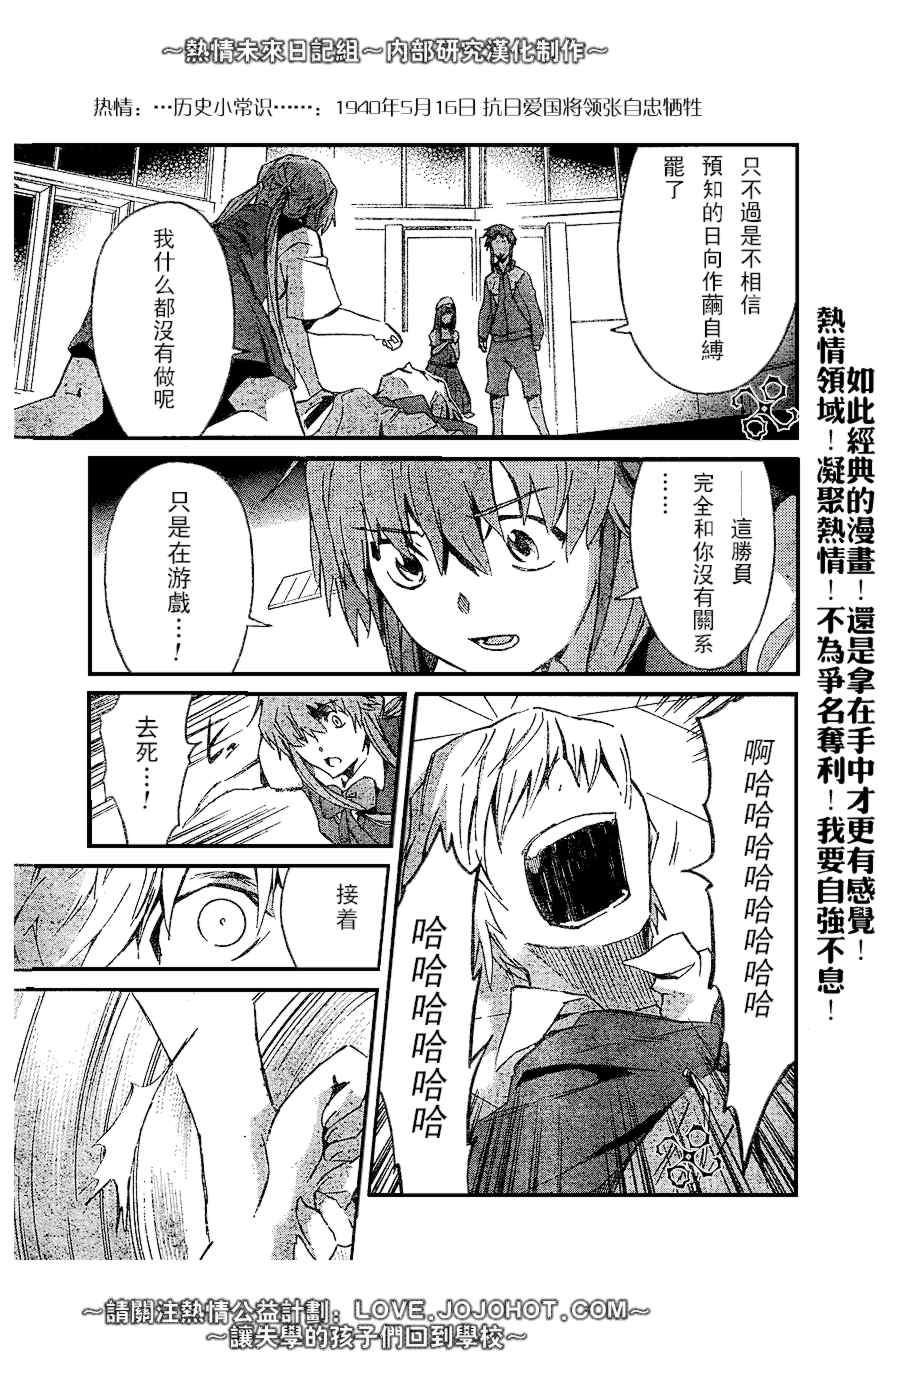 ～熱情未來日記組～內部研究漢化制作～
热情：…历史小常识……：1940年5月16日 抗日爱国将领张自忠牺牲
只不過是不相信
預知的日向作繭自縛
罷了
我什么都沒有做呢
——這勝負
完全和你沒有關系
……
只是在游戲…！
啊哈哈哈哈哈哈哈
哈哈哈哈哈哈
去死…！
接着
如此經典的漫畫！還是拿在手中才更有感覺！
熱情領域！凝聚熱情！不為爭名奪利！我要自強不息！
～請關注熱情公益計劃：LOVE.JOJOHOT.COM～
～讓失學的孩子們回到學校～